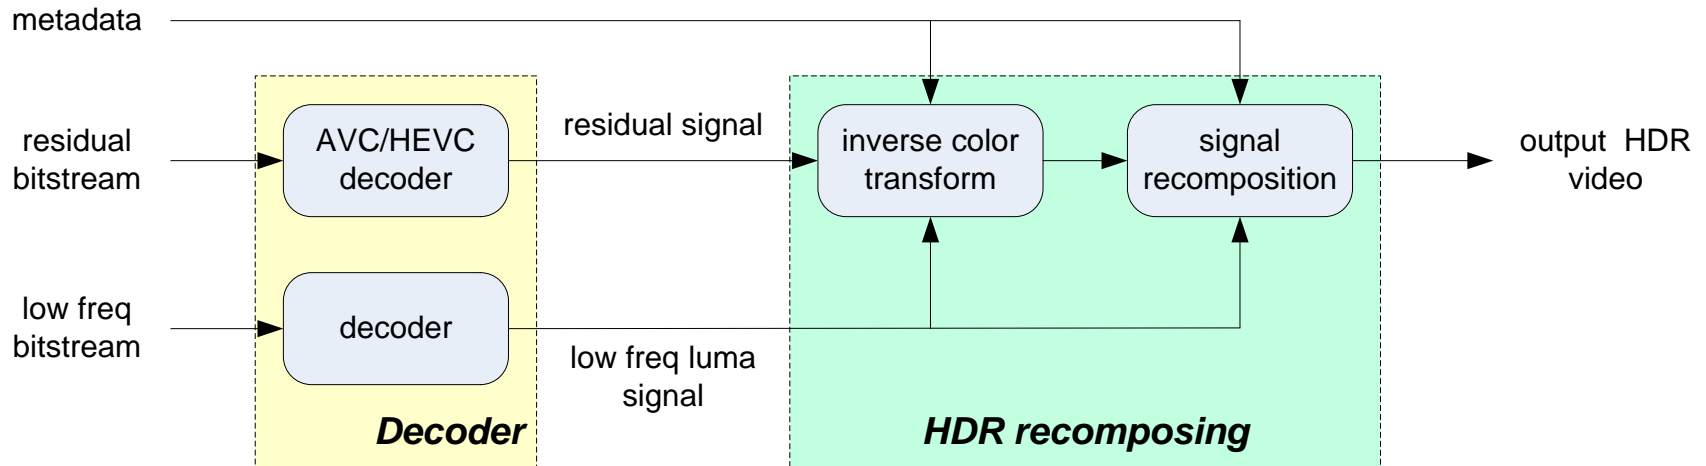 metadata
residual
bitstream
AVC/HEVC
decoder
residual signal
inverse color
transform
signal
recomposition
output HDR
video
low freq
bitstream
decoder
low freq luma
signal
Decoder
HDR recomposing